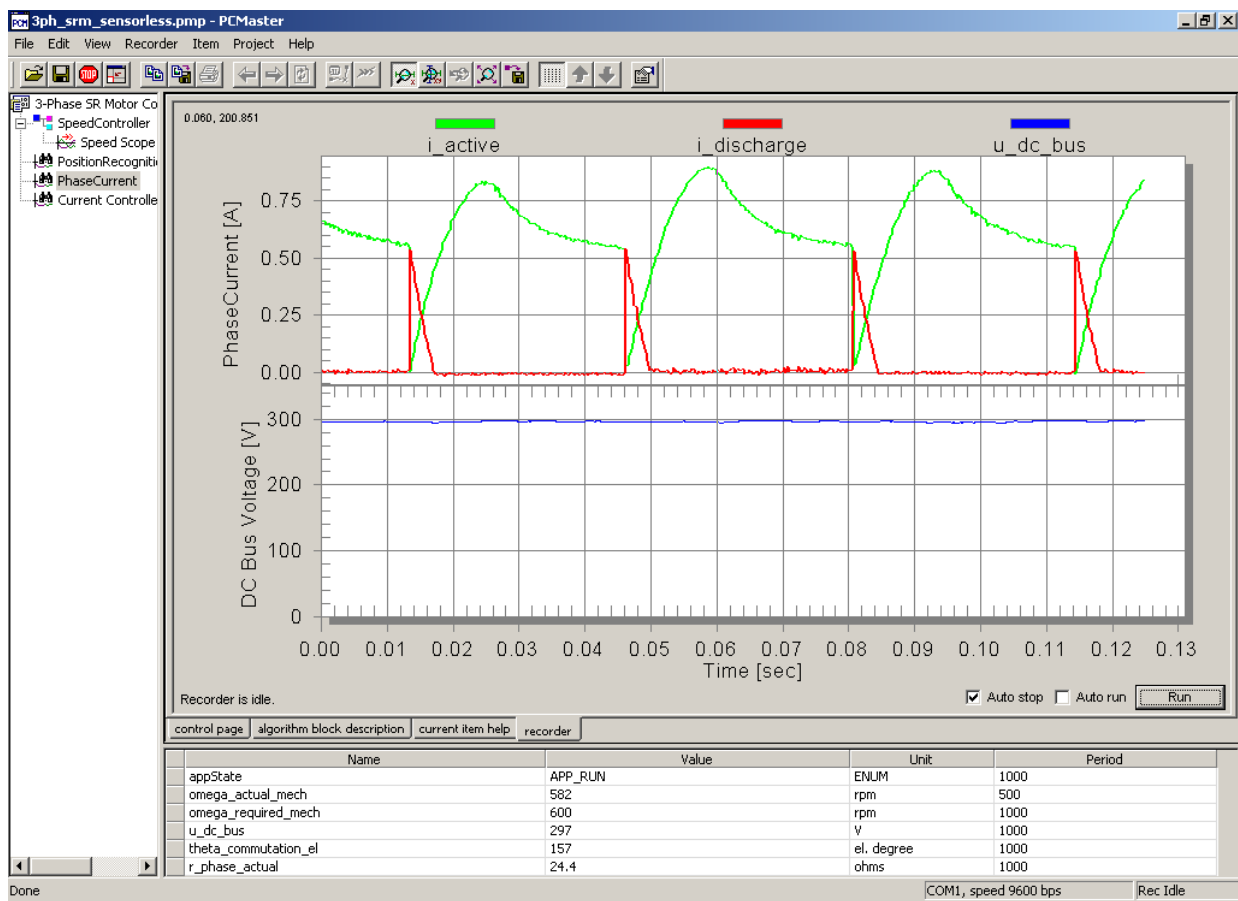 3ph_srm_sensorless.pmp - PCMaster
File Edit View Recorder Item Project Help
3-Phase SR Motor Co
SpeedController
Speed Scope
PositionRecogniti
PhaseCurrent
Current Controlle
0.060, 200.851
i_active i_discharge u_dc_bus
PhaseCurrent [A]
0.75
0.50
0.25
0.00
DC Bus Voltage [V]
300
200
100
0
0.00 0.01 0.02 0.03 0.04 0.05 0.06 0.07 0.08 0.09 0.10 0.11 0.12 0.13
Time [sec]
Recorder is idle. Auto stop Auto run Run
control page algorithm block description current item help recorder
Name Value Unit Period
appState APP_RUN ENUM 1000
omega_actual_mech 582 rpm 500
omega_required_mech 600 rpm 1000
u_dc_bus 297 V 1000
theta_commutation_el 157 el. degree 1000
r_phase_actual 24.4 ohms 1000
Done COM1, speed 9600 bps Rec Idle